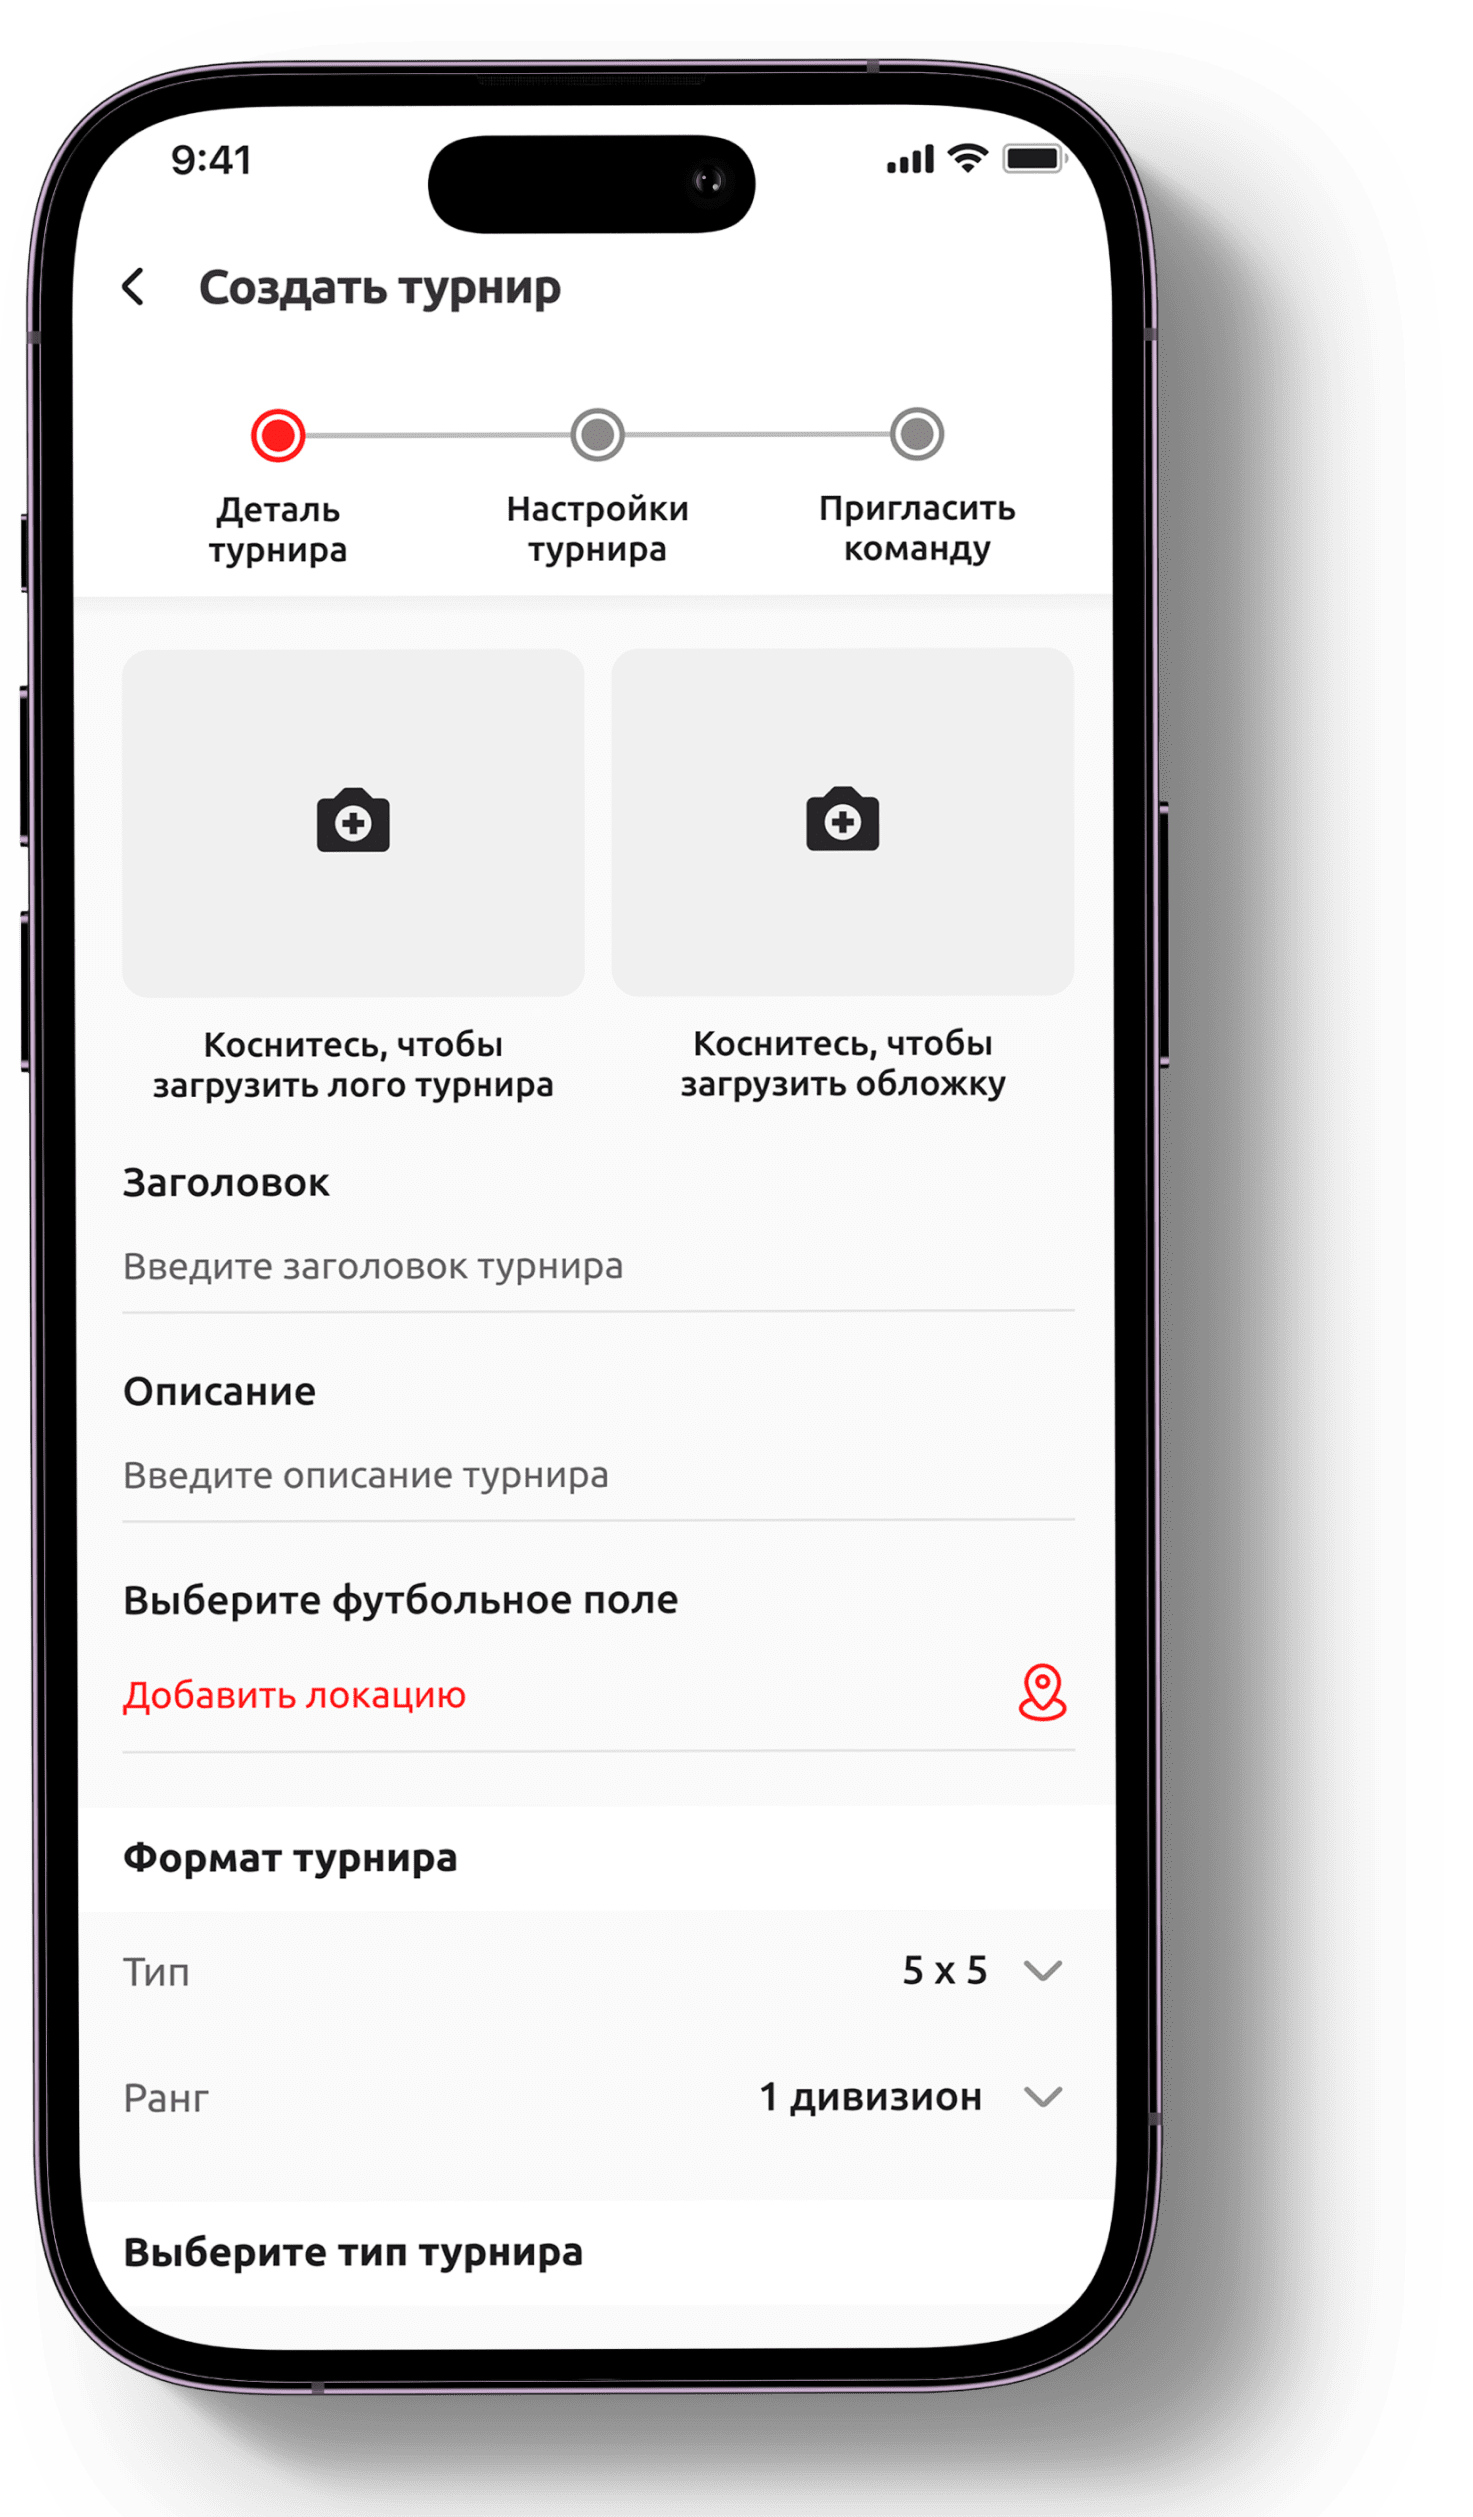 9:41
Создать турнир
Деталь
турнира
Настройки
турнира
Пригласить
команду
Коснитесь, чтобы
загрузить лого турнира
Коснитесь, чтобы
загрузить обложку
Заголовок
Введите заголовок турнира
Описание
Введите описание турнира
Выберите футбольное поле
Добавить локацию
Формат турнира
Тип 5 x 5
Ранг 1 дивизион
Выберите тип турнира